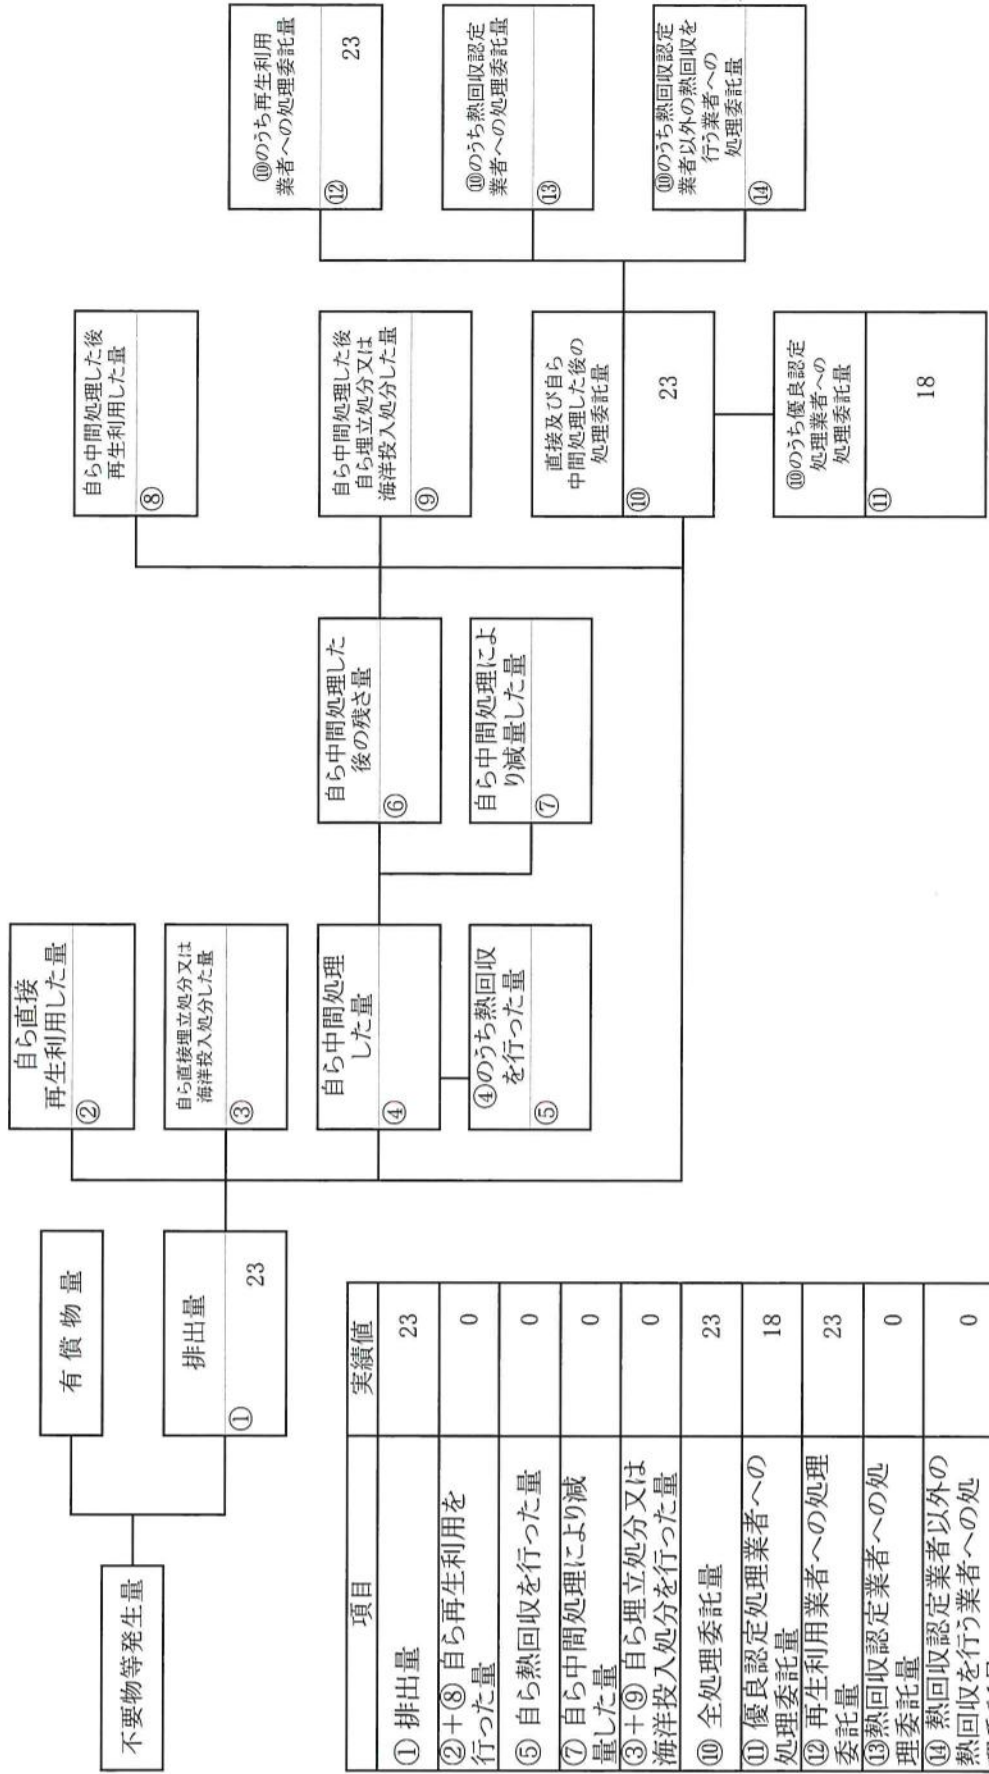 不要物等発生量
有償物量
排出量
①
23
自ら直接
再生利用した量
②
自ら直接埋立処分又は
海洋投入処分した量
③
自ら中間処理
した量
④
④のうち熱回収
を行った量
⑤
自ら中間処理した
後の残さ量
⑥
自ら中間処理によ
り減量した量
⑦
自ら中間処理した後
再生利用した量
⑧
自ら中間処理した後
自ら埋立処分又は
海洋投入処分した量
⑨
直接及び自ら
中間処理した後の
処理委託量
⑩
23
⑩のうち優良認定
処理業者への
処理委託量
⑪
18
⑩のうち再生利用
業者への処理委託量
⑫
23
⑩のうち熱回収認定
業者への処理委託量
⑬
⑩のうち熱回収認定
業者以外の熱回収を
行う業者への
処理委託量
⑭
項目 実績値
① 排出量 23
②+⑧ 自ら再生利用を
行った量 0
⑤ 自ら熱回収を行った量 0
⑦ 自ら中間処理により減
量した量 0
③+⑨ 自ら埋立処分又は
海洋投入処分を行った量 0
⑩ 全処理委託量 23
⑪ 優良認定処理業者への
処理委託量 18
⑫ 再生利用業者への処理
委託量 23
⑬熱回収認定業者への処
理委託量 0
⑭ 熱回収認定業者以外の
熱回収を行う業者への処 0